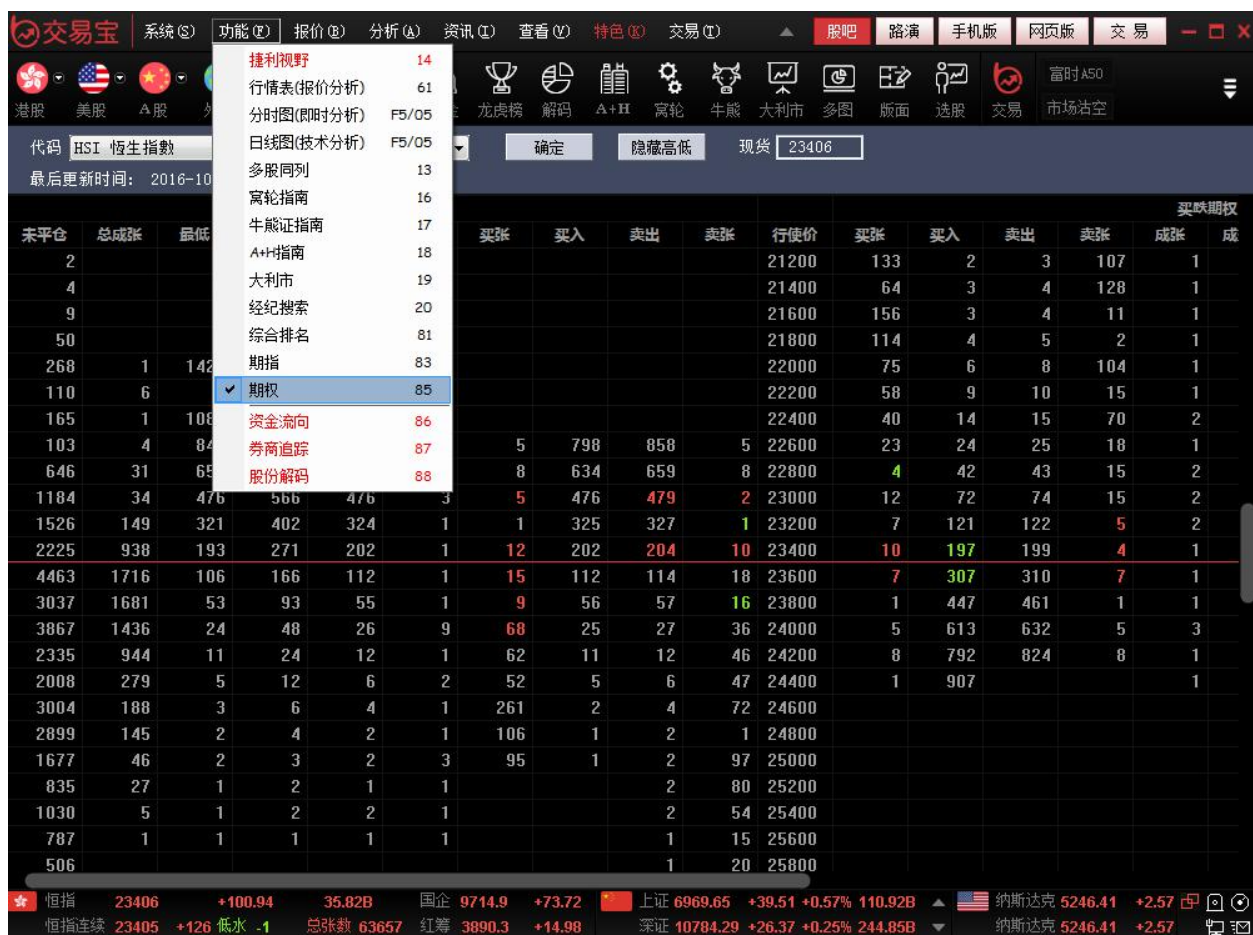 交易宝 系统(S) 功能(F) 报价(B) 分析(A) 资讯(I) 查看(V) 特色(K) 交易(T) 股吧 路演 手机版 网页版 交 易
港股 美股 A股 龙虎榜 解码 A+H 窝轮 牛熊 大利市 多图 版面 选股 交易 富时A50 市场沽空
捷利视野 14
行情表(报价分析) 61
分时图(即时分析) F5/05
日线图(技术分析) F5/05
多股同列 13
窝轮指南 16
牛熊证指南 17
A+H指南 18
大利市 19
经纪搜索 20
综合排名 81
期指 83
期权 85
资金流向 86
券商追踪 87
股份解码 88
代码 HSI 恆生指數 确定 隐藏高低 现货 23406
最后更新时间: 2016-10
买跌期权
未平仓 总成张 最低 买张 买入 卖出 卖张 行使价 买张 买入 卖出 卖张 成张 成
2 21200 133 2 3 107 1
4 21400 64 3 4 128 1
9 21600 156 3 4 11 1
50 21800 114 4 5 2 1
268 1 142 22000 75 6 8 104 1
110 6 22200 58 9 10 15 1
165 1 108 22400 40 14 15 70 2
103 4 84 5 798 858 5 22600 23 24 25 18 1
646 31 65 8 634 659 8 22800 4 42 43 15 2
1184 34 476 566 476 3 5 476 479 2 23000 12 72 74 15 2
1526 149 321 402 324 1 1 325 327 1 23200 7 121 122 5 2
2225 938 193 271 202 1 12 202 204 10 23400 10 197 199 4 1
4463 1716 106 166 112 1 15 112 114 18 23600 7 307 310 7 1
3037 1681 53 93 55 1 9 56 57 16 23800 1 447 461 1 1
3867 1436 24 48 26 9 68 25 27 36 24000 5 613 632 5 3
2335 944 11 24 12 1 62 11 12 46 24200 8 792 824 8 1
2008 279 5 12 6 2 52 5 6 47 24400 1 907 1
3004 188 3 6 4 1 261 2 4 72 24600
2899 145 2 4 2 1 106 1 2 1 24800
1677 46 2 3 2 3 95 1 2 97 25000
835 27 1 2 1 1 2 80 25200
1030 5 1 2 2 1 2 54 25400
787 1 1 1 1 1 1 15 25600
506 1 20 25800
恒指 23406 +100.94 35.82B 国企 9714.9 +73.72 上证 6969.65 +39.51 +0.57% 110.92B 纳斯达克 5246.41 +2.57
恒指连续 23405 +126 低水 -1 总张数 63657 红筹 3890.3 +14.98 深证 10784.29 +26.37 +0.25% 244.85B 纳斯达克 5246.41 +2.57